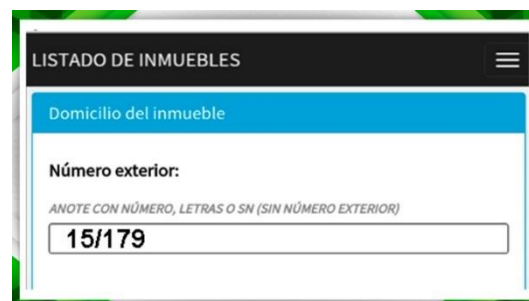 LISTADO DE INMUEBLES
Domicilio del inmueble
Número exterior:
ANOTE CON NÚMERO, LETRAS O SN (SIN NÚMERO EXTERIOR)
15/179